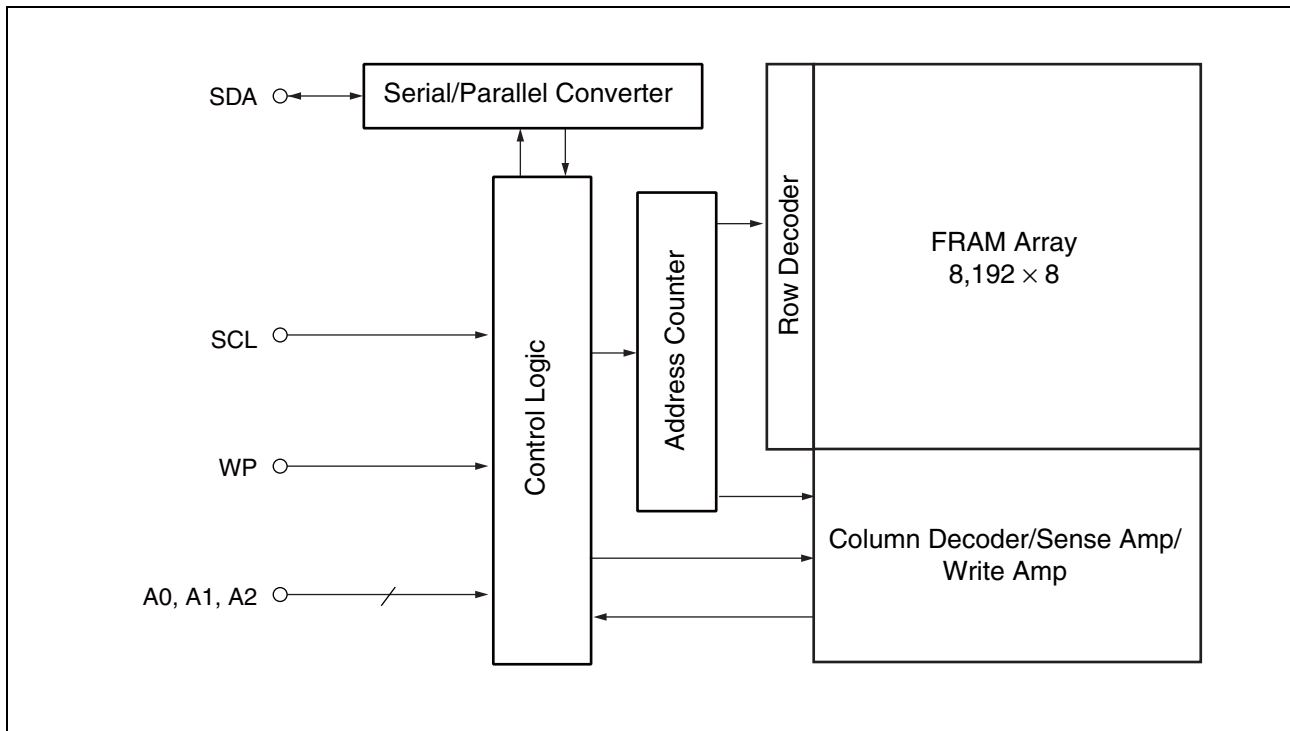 SDA
Serial/Parallel Converter
SCL
WP
A0, A1, A2
Control Logic
Address Counter
Row Decoder
FRAM Array
8,192 × 8
Column Decoder/Sense Amp/
Write Amp